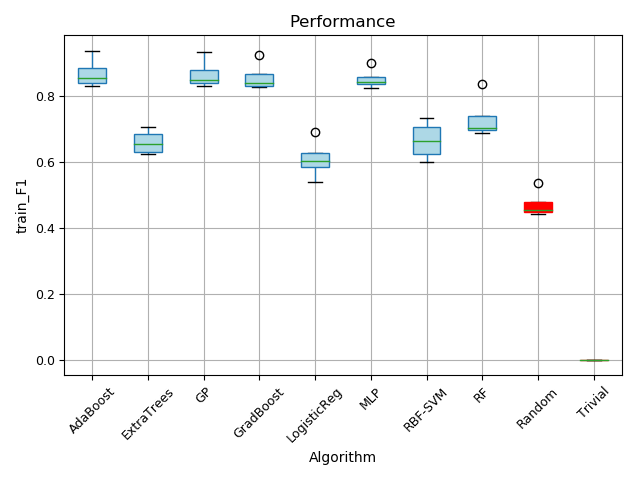 Performance
train_F1
0.8
0.6
0.4
0.2
0.0
AdaBoost
ExtraTrees
GP
GradBoost
LogisticReg
MLP
RBF-SVM
RF
Random
Trivial
Algorithm